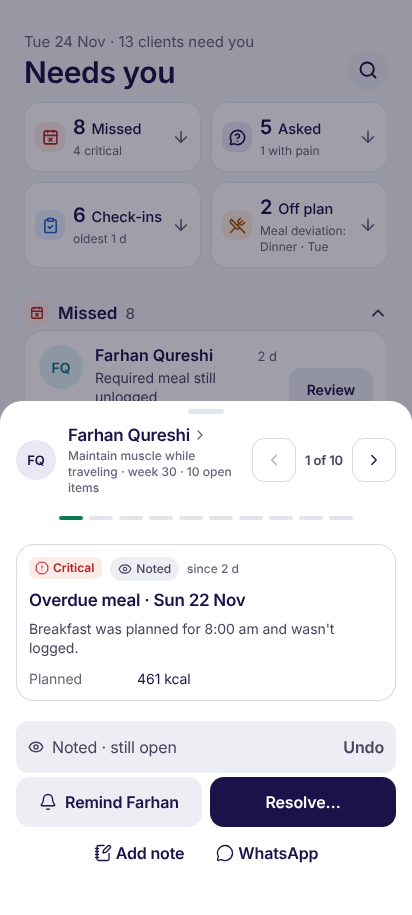 Tue 24 Nov · 13 clients need you
Needs you
8 Missed
4 critical
5 Asked
1 with pain
6 Check-ins
oldest 1 d
2 Off plan
Meal deviation:
Dinner · Tue
Missed 8
FQ
Farhan Qureshi
2 d
Required meal still
unlogged
Review
FQ
Farhan Qureshi
Maintain muscle while
traveling · week 30 · 10 open
items
1 of 10
Critical
Noted
since 2 d
Overdue meal · Sun 22 Nov
Breakfast was planned for 8:00 am and wasn't
logged.
Planned 461 kcal
Noted · still open
Undo
Remind Farhan
Resolve...
Add note
WhatsApp